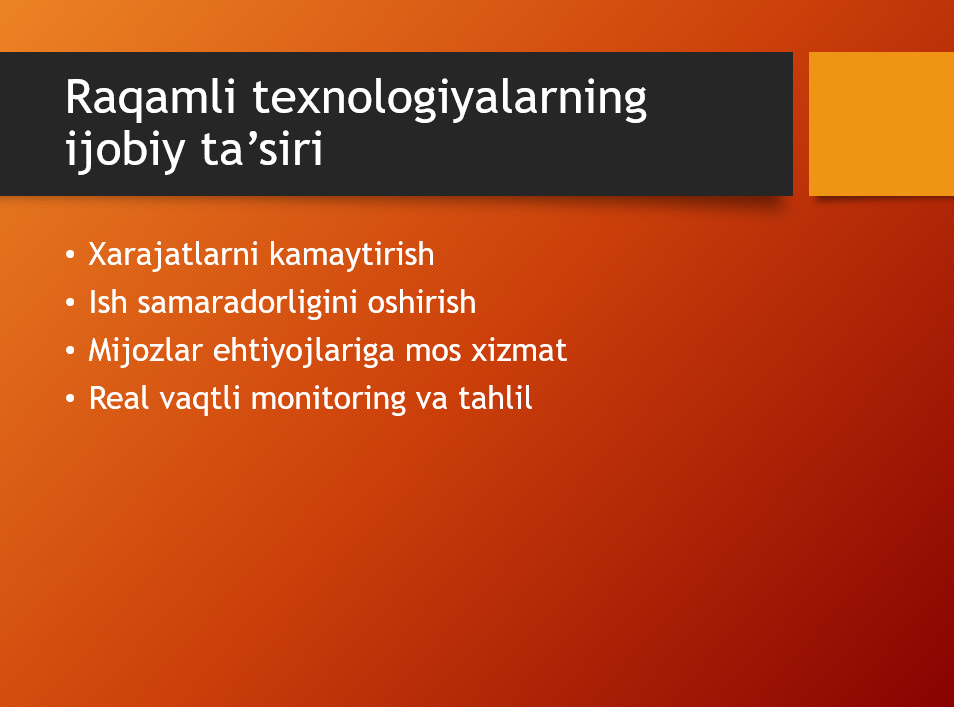 Raqamli texnologiyalarning
ijobiy ta’siri
• Xarajatlarni kamaytirish
• Ish samaradorligini oshirish
• Mijozlar ehtiyojlariga mos xizmat
• Real vaqtli monitoring va tahlil